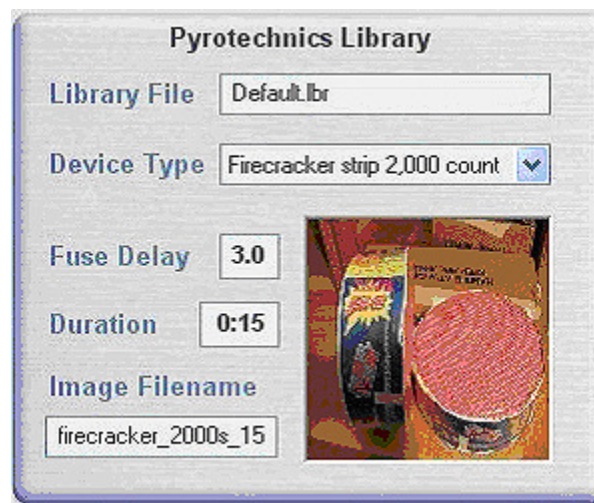 Pyrotechnics Library
Library File Default.lbr
Device Type Firecracker strip 2,000 count
Fuse Delay 3.0
Duration 0:15
Image Filename
firecracker_2000s_15